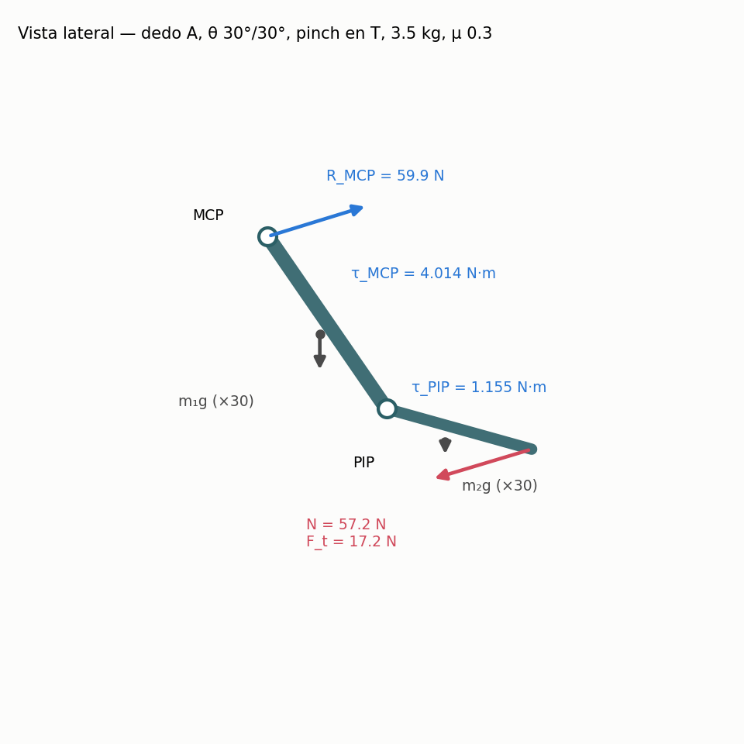 Vista lateral — dedo A, θ 30°/30°, pinch en T, 3.5 kg, μ 0.3
R_MCP = 59.9 N
MCP
τ_MCP = 4.014 N·m
τ_PIP = 1.155 N·m
m₁g (×30)
PIP
m₂g (×30)
N = 57.2 N
F_t = 17.2 N